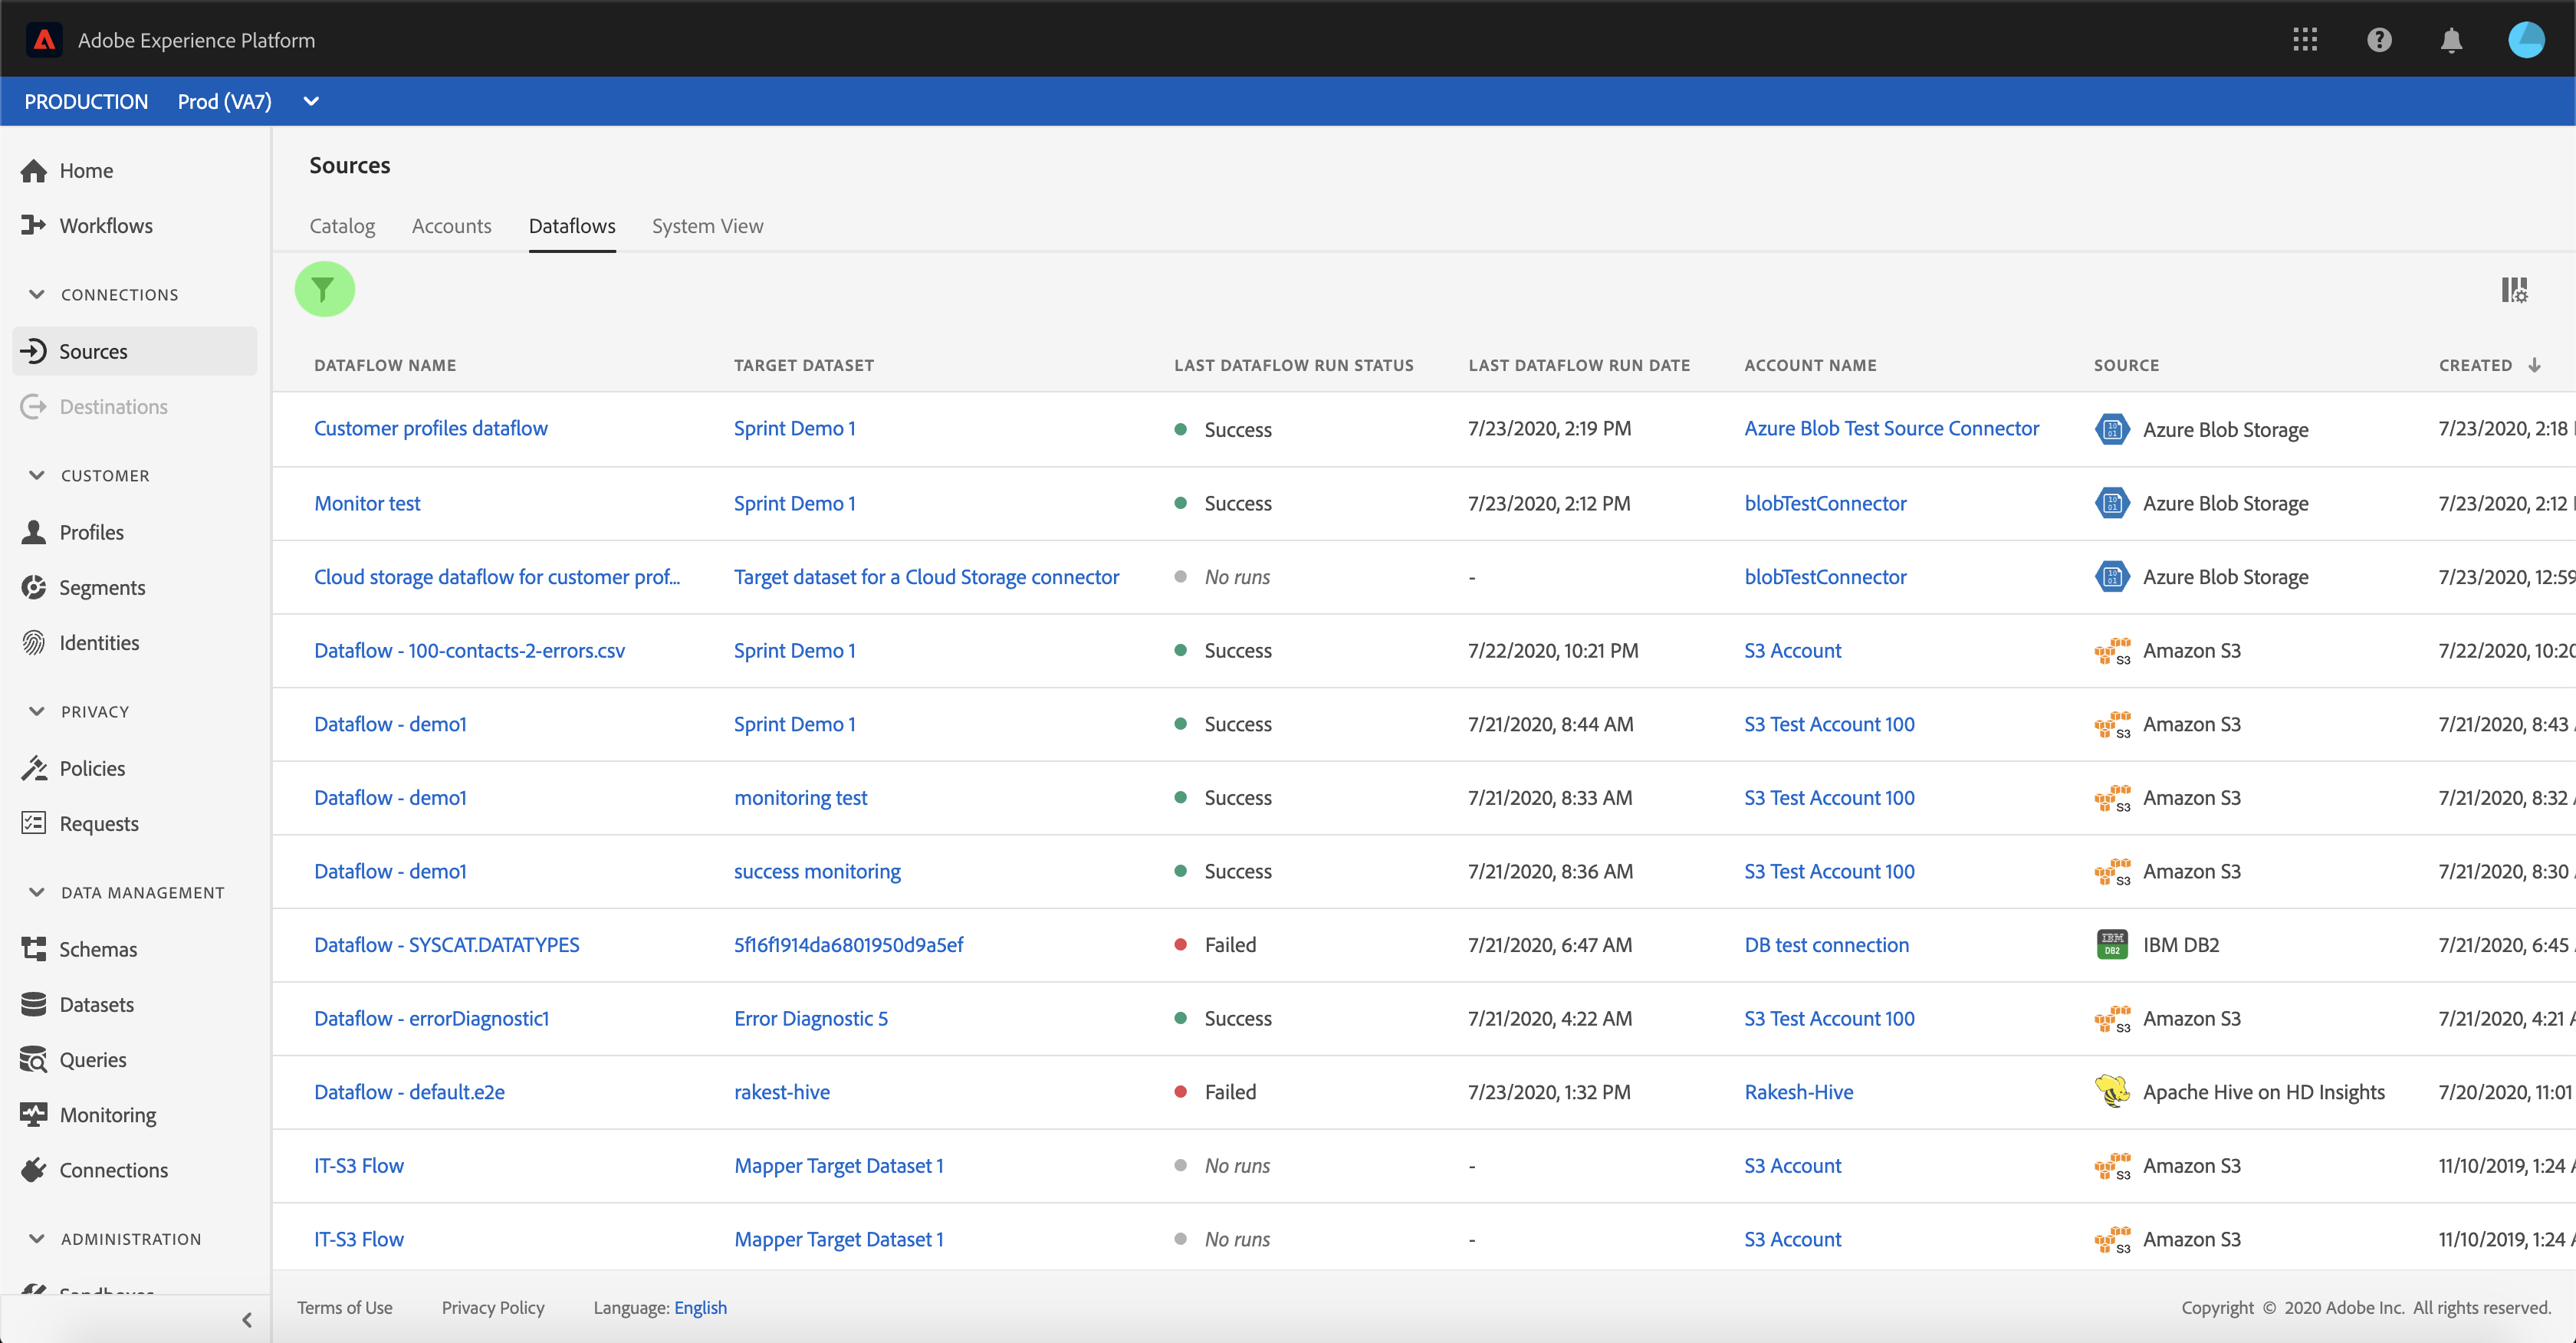 Adobe Experience Platform
PRODUCTION Prod (VA7)
Home
Workflows
CONNECTIONS
Sources
Destinations
CUSTOMER
Profiles
Segments
Identities
PRIVACY
Policies
Requests
DATA MANAGEMENT
Schemas
Datasets
Queries
Monitoring
Connections
ADMINISTRATION
Sources
Catalog Accounts Dataflows System View
DATAFLOW NAME TARGET DATASET LAST DATAFLOW RUN STATUS LAST DATAFLOW RUN DATE ACCOUNT NAME SOURCE CREATED
Customer profiles dataflow Sprint Demo 1 Success 7/23/2020, 2:19 PM Azure Blob Test Source Connector Azure Blob Storage 7/23/2020, 2:18
Monitor test Sprint Demo 1 Success 7/23/2020, 2:12 PM blobTestConnector Azure Blob Storage 7/23/2020, 2:12
Cloud storage dataflow for customer prof... Target dataset for a Cloud Storage connector No runs - blobTestConnector Azure Blob Storage 7/23/2020, 12:59
Dataflow - 100-contacts-2-errors.csv Sprint Demo 1 Success 7/22/2020, 10:21 PM S3 Account S3 Amazon S3 7/22/2020, 10:20
Dataflow - demo1 Sprint Demo 1 Success 7/21/2020, 8:44 AM S3 Test Account 100 S3 Amazon S3 7/21/2020, 8:43
Dataflow - demo1 monitoring test Success 7/21/2020, 8:33 AM S3 Test Account 100 S3 Amazon S3 7/21/2020, 8:32
Dataflow - demo1 success monitoring Success 7/21/2020, 8:36 AM S3 Test Account 100 S3 Amazon S3 7/21/2020, 8:30
Dataflow - SYSCAT.DATATYPES 5f16f1914da6801950d9a5ef Failed 7/21/2020, 6:47 AM DB test connection IBM DB2 IBM DB2 7/21/2020, 6:45
Dataflow - errorDiagnostic1 Error Diagnostic 5 Success 7/21/2020, 4:22 AM S3 Test Account 100 S3 Amazon S3 7/21/2020, 4:21
Dataflow - default.e2e rakest-hive Failed 7/23/2020, 1:32 PM Rakesh-Hive Apache Hive on HD Insights 7/20/2020, 11:01
IT-S3 Flow Mapper Target Dataset 1 No runs - S3 Account S3 Amazon S3 11/10/2019, 1:24
IT-S3 Flow Mapper Target Dataset 1 No runs - S3 Account S3 Amazon S3 11/10/2019, 1:24
Terms of Use Privacy Policy Language: English Copyright © 2020 Adobe Inc. All rights reserved.